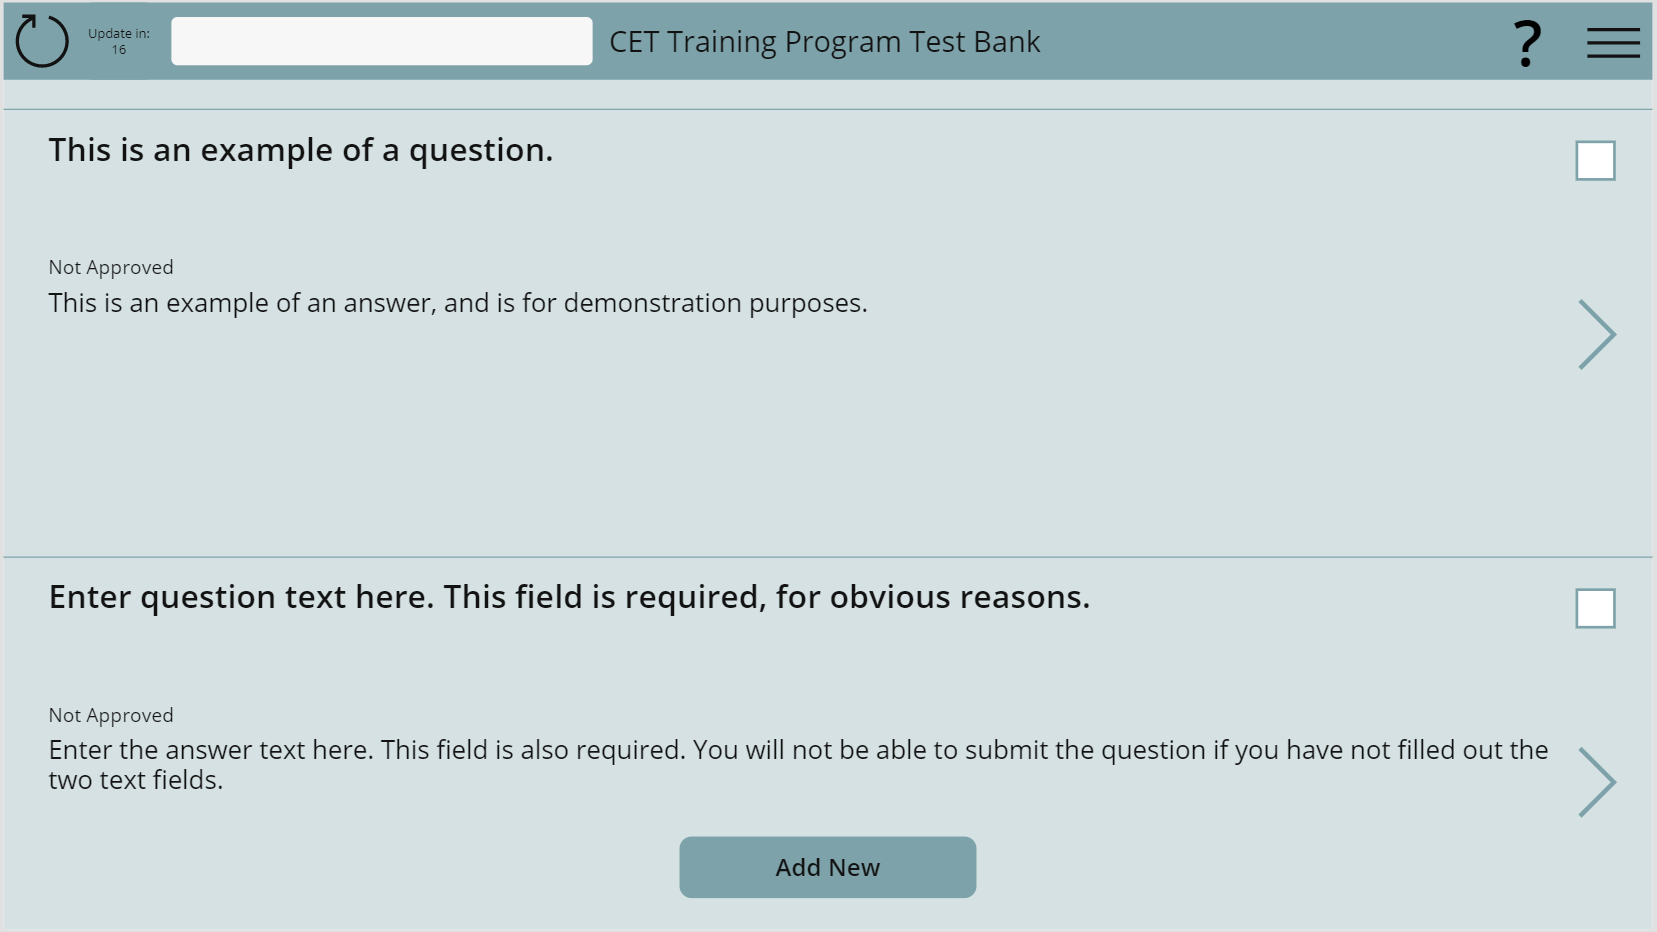 Update in:
16
CET Training Program Test Bank
?
This is an example of a question.
Not Approved
This is an example of an answer, and is for demonstration purposes.
Enter question text here. This field is required, for obvious reasons.
Not Approved
Enter the answer text here. This field is also required. You will not be able to submit the question if you have not filled out the
two text fields.
Add New